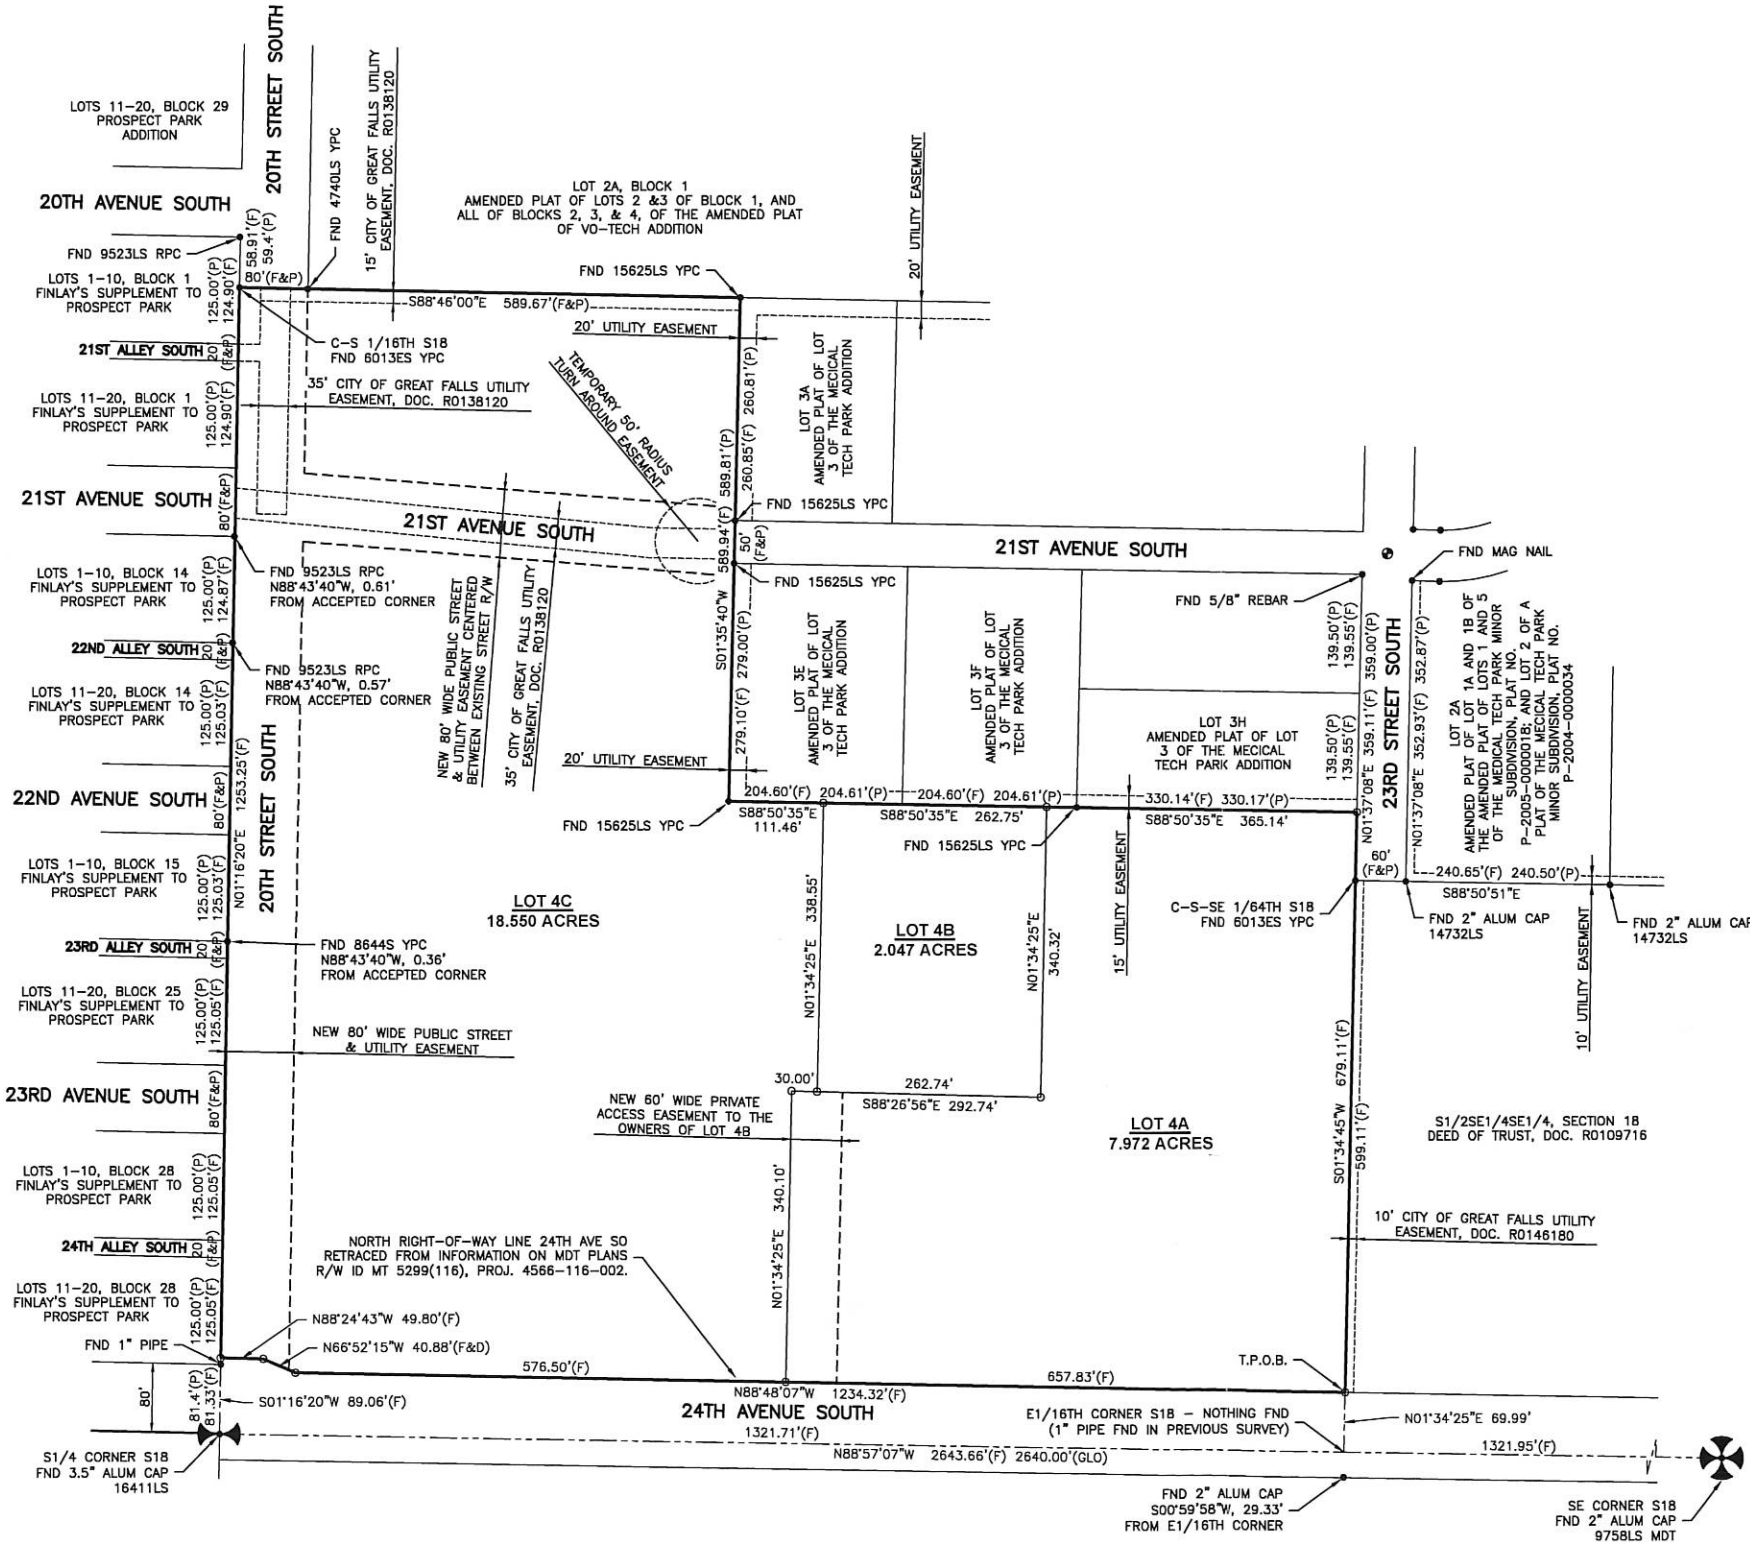 20TH STREET SOUTH
LOTS 11-20, BLOCK 29
PROSPECT PARK
ADDITION
20TH AVENUE SOUTH
FND 9523LS RPC
58.91'(F)
59.4'(P)
80'(F&P)
FND 4740LS YPC
15' CITY OF GREAT FALLS UTILITY
EASEMENT, DOC. R0138120
LOT 2A, BLOCK 1
AMENDED PLAT OF LOTS 2 &3 OF BLOCK 1, AND
ALL OF BLOCKS 2, 3, & 4, OF THE AMENDED PLAT
OF VO-TECH ADDITION
20' UTILITY EASEMENT
FND 15625LS YPC
S88°46'00"E 589.67'(F&P)
20' UTILITY EASEMENT
LOTS 1-10, BLOCK 1
FINLAY'S SUPPLEMENT TO
PROSPECT PARK
125.00'(P)
124.90'(F)
21ST ALLEY SOUTH
20'
(F&P)
C-S 1/16TH S18
FND 6013ES YPC
35' CITY OF GREAT FALLS UTILITY
EASEMENT, DOC. R0138120
LOTS 11-20, BLOCK 1
FINLAY'S SUPPLEMENT TO
PROSPECT PARK
125.00'(P)
124.90'(F)
TEMPORARY 50' RADIUS
TURN AROUND EASEMENT
589.94'(F) 589.81'(P)
260.85'(F) 260.81'(P)
LOT 3A
AMENDED PLAT OF LOT
3 OF THE MECICAL
TECH PARK ADDITION
FND 15625LS YPC
21ST AVENUE SOUTH
80'(F&P)
21ST AVENUE SOUTH
50'
(F&P)
21ST AVENUE SOUTH
FND MAG NAIL
FND 15625LS YPC
FND 5/8" REBAR
LOTS 1-10, BLOCK 14
FINLAY'S SUPPLEMENT TO
PROSPECT PARK
125.00'(P)
124.87'(F)
FND 9523LS RPC
N88°43'40"W, 0.61'
FROM ACCEPTED CORNER
22ND ALLEY SOUTH
20'
(F&P)
FND 9523LS RPC
N88°43'40"W, 0.57'
FROM ACCEPTED CORNER
LOTS 11-20, BLOCK 14
FINLAY'S SUPPLEMENT TO
PROSPECT PARK
125.00'(P)
125.03'(F)
NEW 80' WIDE PUBLIC STREET
& UTILITY EASEMENT CENTERED
BETWEEN EXISTING STREET R/W
35' CITY OF GREAT FALLS UTILITY
EASEMENT, DOC. R0138120
S01°35'40"W
279.10'(F) 279.00'(P)
20' UTILITY EASEMENT
LOT 3E
AMENDED PLAT OF LOT
3 OF THE MECICAL
TECH PARK ADDITION
LOT 3F
AMENDED PLAT OF LOT
3 OF THE MECICAL
TECH PARK ADDITION
LOT 3H
AMENDED PLAT OF LOT
3 OF THE MECICAL
TECH PARK ADDITION
139.50'(P)
139.55'(F)
139.50'(P)
139.55'(F)
N01°37'08"E 359.11'(F) 359.00'(P)
23RD STREET SOUTH
N01°37'08"E 352.93'(F) 352.87'(P)
LOT 2A
AMENDED PLAT OF LOT 1A AND 1B OF
THE AMENDED PLAT OF LOTS 1 AND 5
OF THE MEDICAL TECH PARK MINOR
SUBDIVISION, PLAT NO.
P-2005-0000018; AND LOT 2 OF A
PLAT OF THE MECICAL TECH PARK
MINOR SUBDIVISION, PLAT NO.
P-2004-0000034
22ND AVENUE SOUTH
80'(F&P)
N01°16'20"E 1253.25'(F)
20TH STREET SOUTH
FND 15625LS YPC
204.60'(F) 204.61'(P)
204.60'(F) 204.61'(P)
330.14'(F) 330.17'(P)
S88°50'35"E
111.46'
S88°50'35"E 262.75'
S88°50'35"E 365.14'
FND 15625LS YPC
15' UTILITY EASEMENT
60'
(F&P)
240.65'(F) 240.50'(P)
S88°50'51"E
C-S-SE 1/64TH S18
FND 6013ES YPC
FND 2" ALUM CAP
14732LS
FND 2" ALUM CAP
14732LS
10' UTILITY EASEMENT
LOTS 1-10, BLOCK 15
FINLAY'S SUPPLEMENT TO
PROSPECT PARK
125.00'(P)
125.03'(F)
LOT 4C
18.550 ACRES
N01°34'25"E 338.55'
LOT 4B
2.047 ACRES
N01°34'25"E
340.32'
23RD ALLEY SOUTH
20'
(F&P)
FND 8644S YPC
N88°43'40"W, 0.36'
FROM ACCEPTED CORNER
LOTS 11-20, BLOCK 25
FINLAY'S SUPPLEMENT TO
PROSPECT PARK
125.00'(P)
125.05'(F)
NEW 80' WIDE PUBLIC STREET
& UTILITY EASEMENT
23RD AVENUE SOUTH
80'(F&P)
30.00'
262.74'
S88°26'56"E 292.74'
NEW 60' WIDE PRIVATE
ACCESS EASEMENT TO THE
OWNERS OF LOT 4B
LOT 4A
7.972 ACRES
S01°34'45"W 679.11'(F)
599.11'(F)
S1/2SE1/4SE1/4, SECTION 18
DEED OF TRUST, DOC. R0109716
LOTS 1-10, BLOCK 28
FINLAY'S SUPPLEMENT TO
PROSPECT PARK
125.00'(P)
125.05'(F)
N01°34'25"E 340.10'
10' CITY OF GREAT FALLS UTILITY
EASEMENT, DOC. R0146180
24TH ALLEY SOUTH
20'
(F&P)
NORTH RIGHT-OF-WAY LINE 24TH AVE SO
RETRACED FROM INFORMATION ON MDT PLANS
R/W ID MT 5299(116), PROJ. 4566-116-002.
LOTS 11-20, BLOCK 28
FINLAY'S SUPPLEMENT TO
PROSPECT PARK
125.00'(P)
125.05'(F)
N88°24'43"W 49.80'(F)
N66°52'15"W 40.88'(F&D)
FND 1" PIPE
576.50'(F)
657.83'(F)
T.P.O.B.
80'
81.4'(P)
81.33'(F)
S01°16'20"W 89.06'(F)
N88°48'07"W 1234.32'(F)
24TH AVENUE SOUTH
E1/16TH CORNER S18 - NOTHING FND
(1" PIPE FND IN PREVIOUS SURVEY)
N01°34'25"E 69.99'
1321.71'(F)
1321.95'(F)
N88°57'07"W 2643.66'(F) 2640.00'(GLO)
S1/4 CORNER S18
FND 3.5" ALUM CAP
16411LS
FND 2" ALUM CAP
S00°59'58"W, 29.33'
FROM E1/16TH CORNER
SE CORNER S18
FND 2" ALUM CAP
9758LS MDT